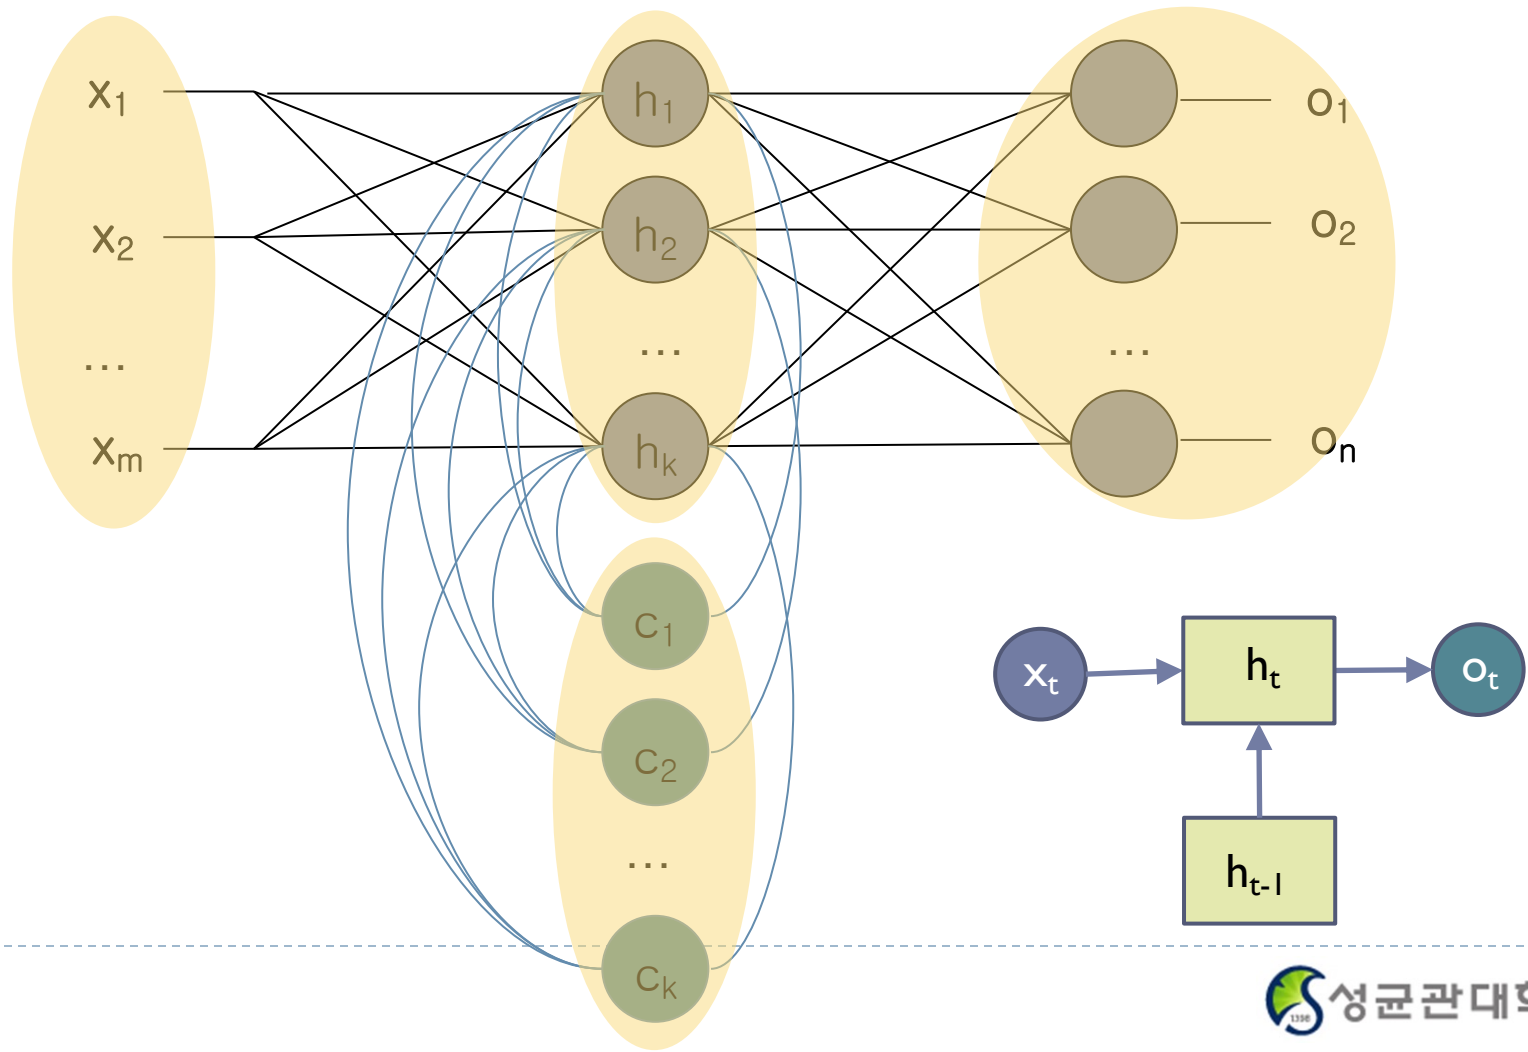 x1
h1
o1
x2
h2
o2
...
...
...
xm
hk
on
c1
c2
...
ck
xt
ht
ot
ht-1
1398
성균관대